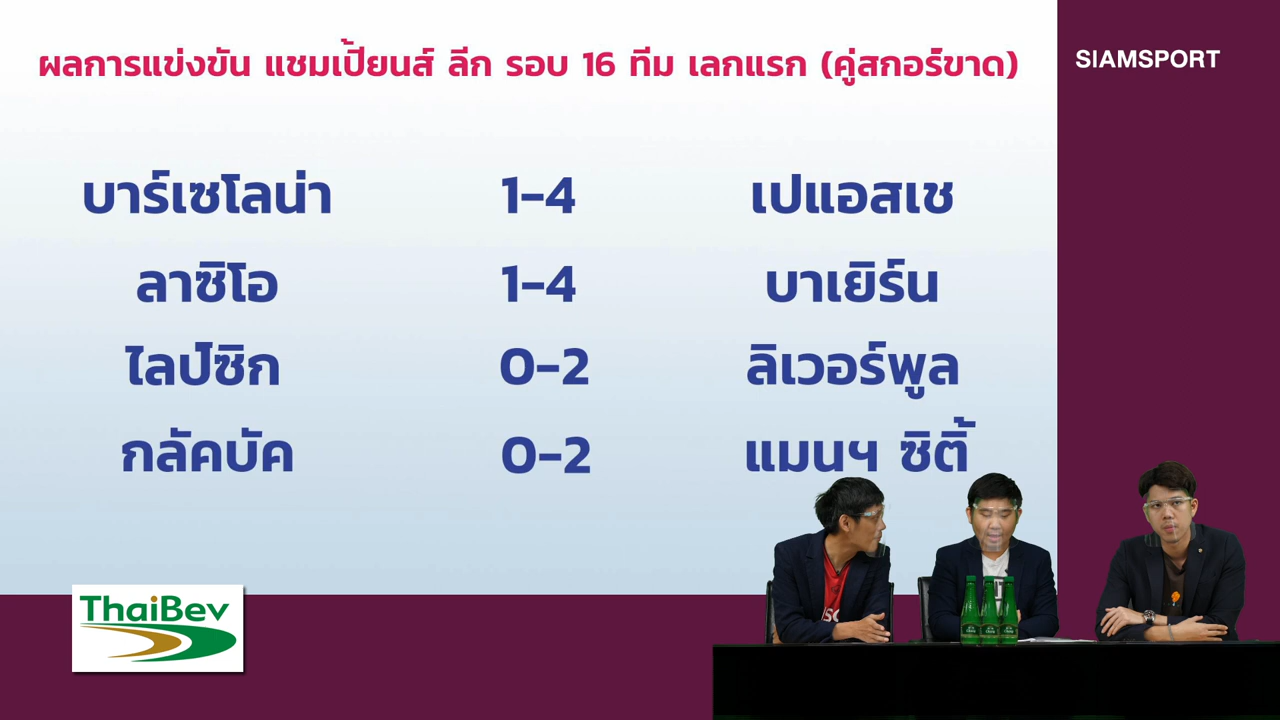 ผลการแข่งขัน แชมเปี้ยนส์ ลีก รอบ 16 ทีม เลกแรก (คู่สกอร์ขาด)
SIAMSPORT
บาร์เซโลน่า 1-4 เปแอสเช
ลาซิโอ 1-4 บาเยิร์น
ไลป์ซิก 0-2 ลิเวอร์พูล
กลัคบัค 0-2 แมนฯ ซิตี้
ThaiBev